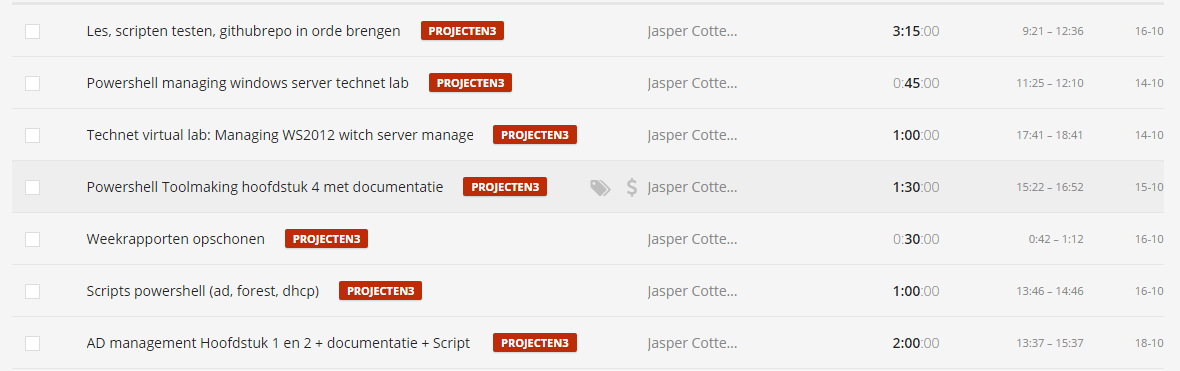 Les, scripten testen, githubrepo in orde brengen PROJECTEN3 Jasper Cotte... 3:15:00 9:21 – 12:36 16-10
Powershell managing windows server technet lab PROJECTEN3 Jasper Cotte... 0:45:00 11:25 – 12:10 14-10
Technet virtual lab: Managing WS2012 witch server manage PROJECTEN3 Jasper Cotte... 1:00:00 17:41 – 18:41 14-10
Powershell Toolmaking hoofdstuk 4 met documentatie PROJECTEN3 $ Jasper Cotte... 1:30:00 15:22 – 16:52 15-10
Weekrapporten opschonen PROJECTEN3 Jasper Cotte... 0:30:00 0:42 – 1:12 16-10
Scripts powershell (ad, forest, dhcp) PROJECTEN3 Jasper Cotte... 1:00:00 13:46 – 14:46 16-10
AD management Hoofdstuk 1 en 2 + documentatie + Script PROJECTEN3 Jasper Cotte... 2:00:00 13:37 – 15:37 18-10